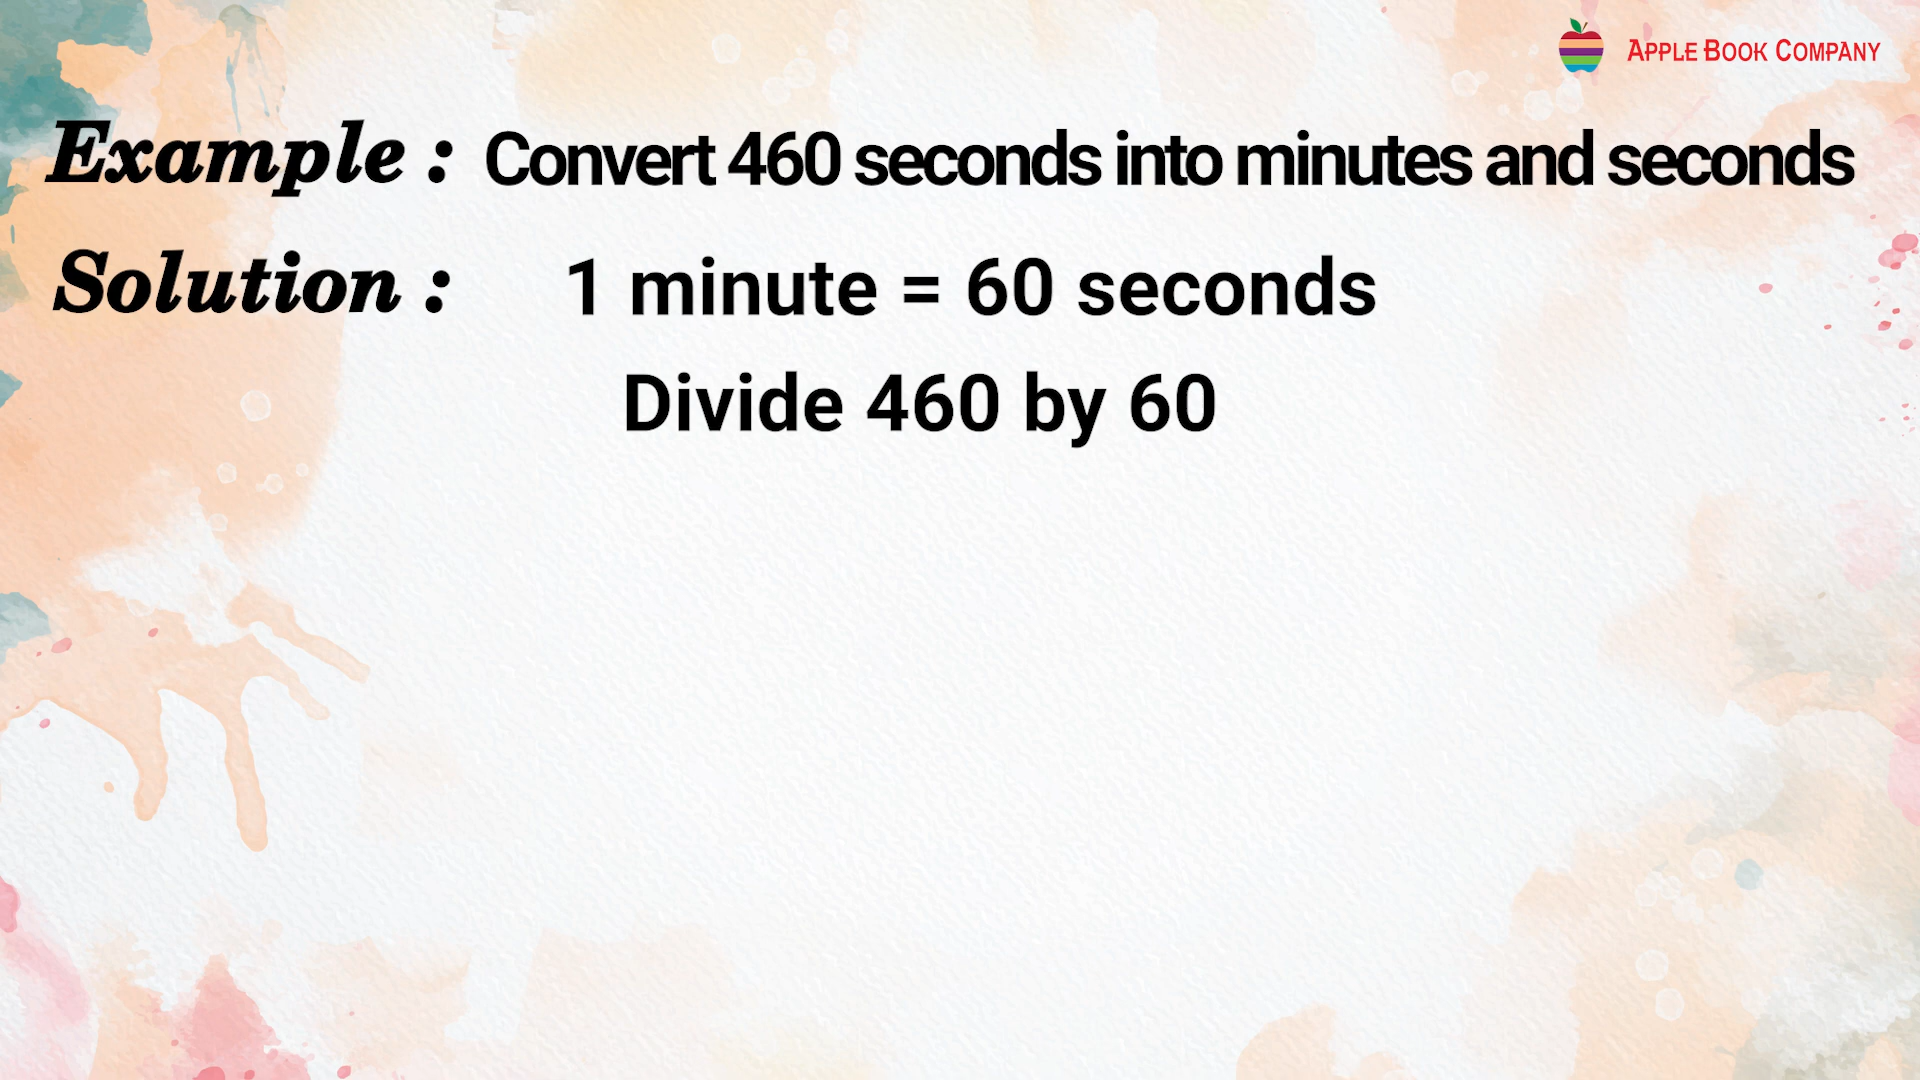 APPLE BOOK COMPANY
Example : Convert 460 seconds into minutes and seconds
Solution : 1 minute = 60 seconds
Divide 460 by 60